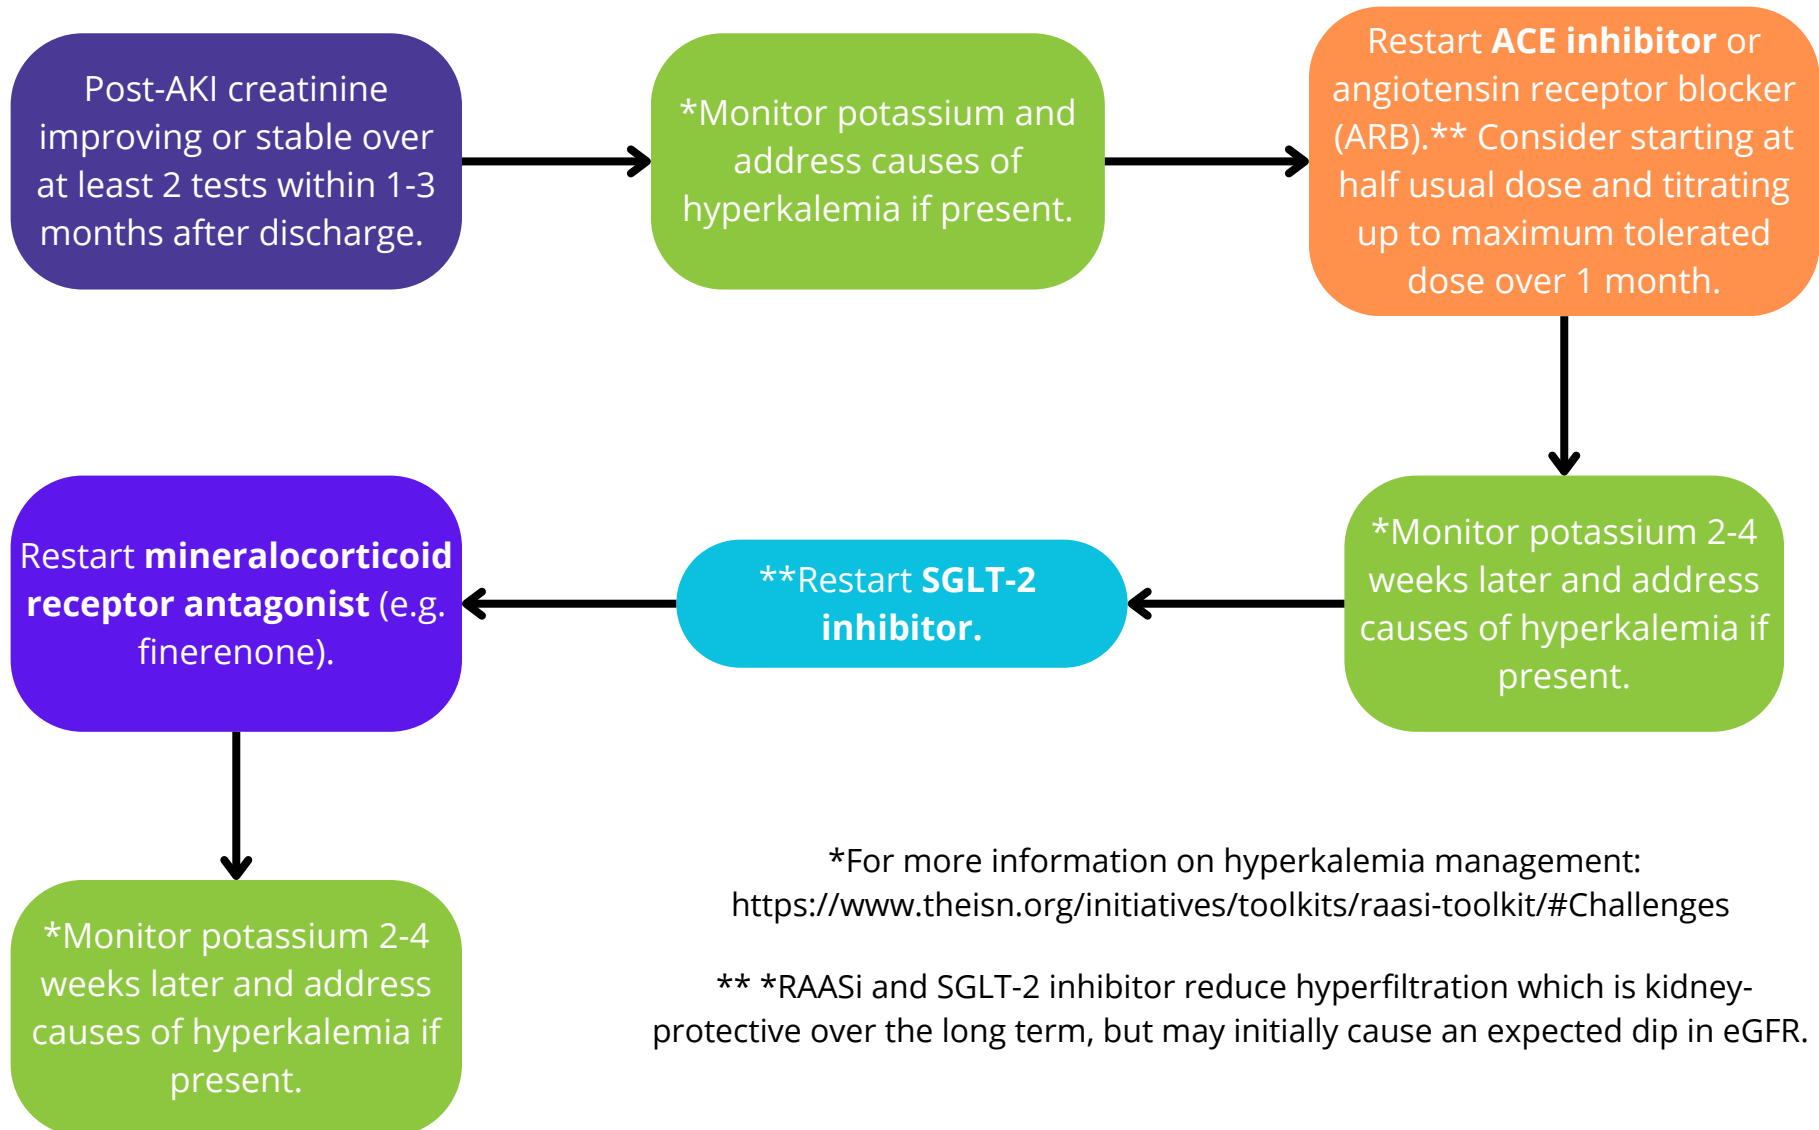 Post-AKI creatinine
improving or stable over
at least 2 tests within 1-3
months after discharge.
*Monitor potassium and
address causes of
hyperkalemia if present.
Restart ACE inhibitor or
angiotensin receptor blocker
(ARB).** Consider starting at
half usual dose and titrating
up to maximum tolerated
dose over 1 month.
*Monitor potassium 2-4
weeks later and address
causes of hyperkalemia if
present.
**Restart SGLT-2
inhibitor.
Restart mineralocorticoid
receptor antagonist (e.g.
finerenone).
*Monitor potassium 2-4
weeks later and address
causes of hyperkalemia if
present.
*For more information on hyperkalemia management:
https://www.theisn.org/initiatives/toolkits/raasi-toolkit/#Challenges
** *RAASi and SGLT-2 inhibitor reduce hyperfiltration which is kidney-
protective over the long term, but may initially cause an expected dip in eGFR.